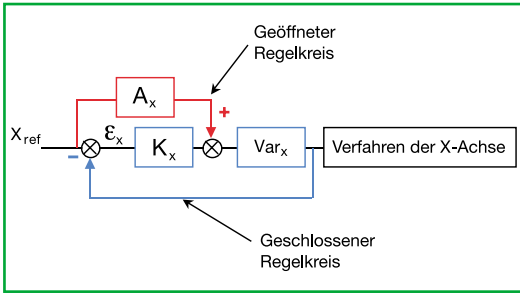 Geöffneter
Regelkreis
Aₓ
+
Xref
−
εₓ
Kₓ
Varₓ
Verfahren der X-Achse
Geschlossener
Regelkreis